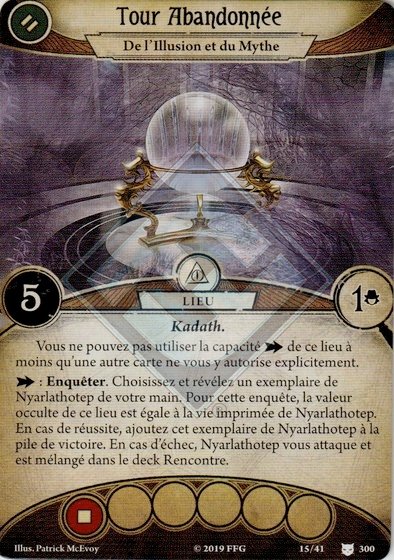 Tour Abandonnée
De l'Illusion et du Mythe
5
LIEU
1
Kadath.
Vous ne pouvez pas utiliser la capacité de ce lieu à
moins qu'une autre carte ne vous y autorise explicitement.
: Enquêter. Choisissez et révélez un exemplaire de
Nyarlathotep de votre main. Pour cette enquête, la valeur
occulte de ce lieu est égale à la vie imprimée de Nyarlathotep.
En cas de réussite, ajoutez cet exemplaire de Nyarlathotep à la
pile de victoire. En cas d'échec, Nyarlathotep vous attaque et
est mélangé dans le deck Rencontre.
Illus. Patrick McEvoy
© 2019 FFG
15/41
300